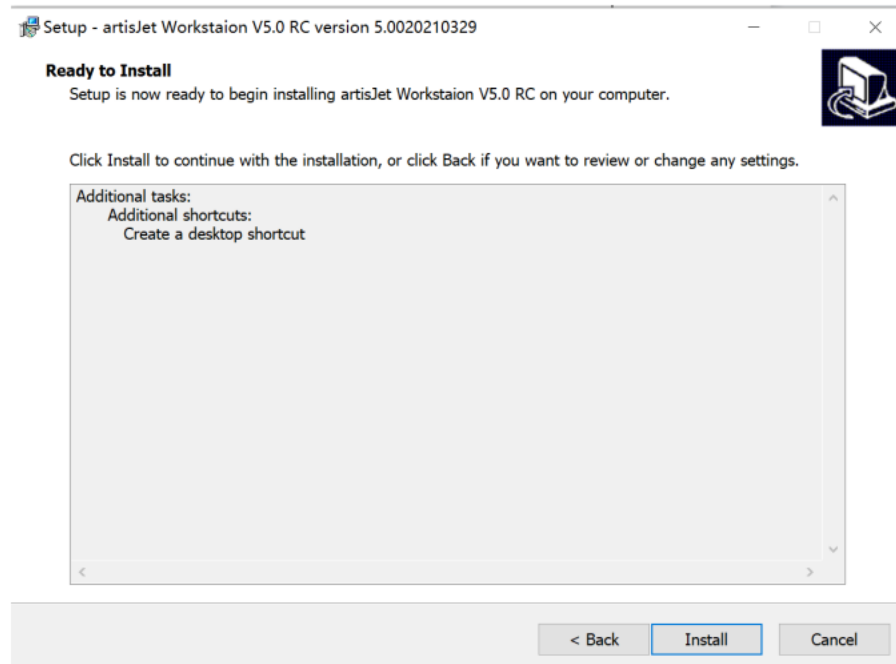 Setup - artisJet Workstaion V5.0 RC version 5.0020210329
Ready to Install
Setup is now ready to begin installing artisJet Workstaion V5.0 RC on your computer.
Click Install to continue with the installation, or click Back if you want to review or change any settings.
Additional tasks:
Additional shortcuts:
Create a desktop shortcut
< Back
Install
Cancel